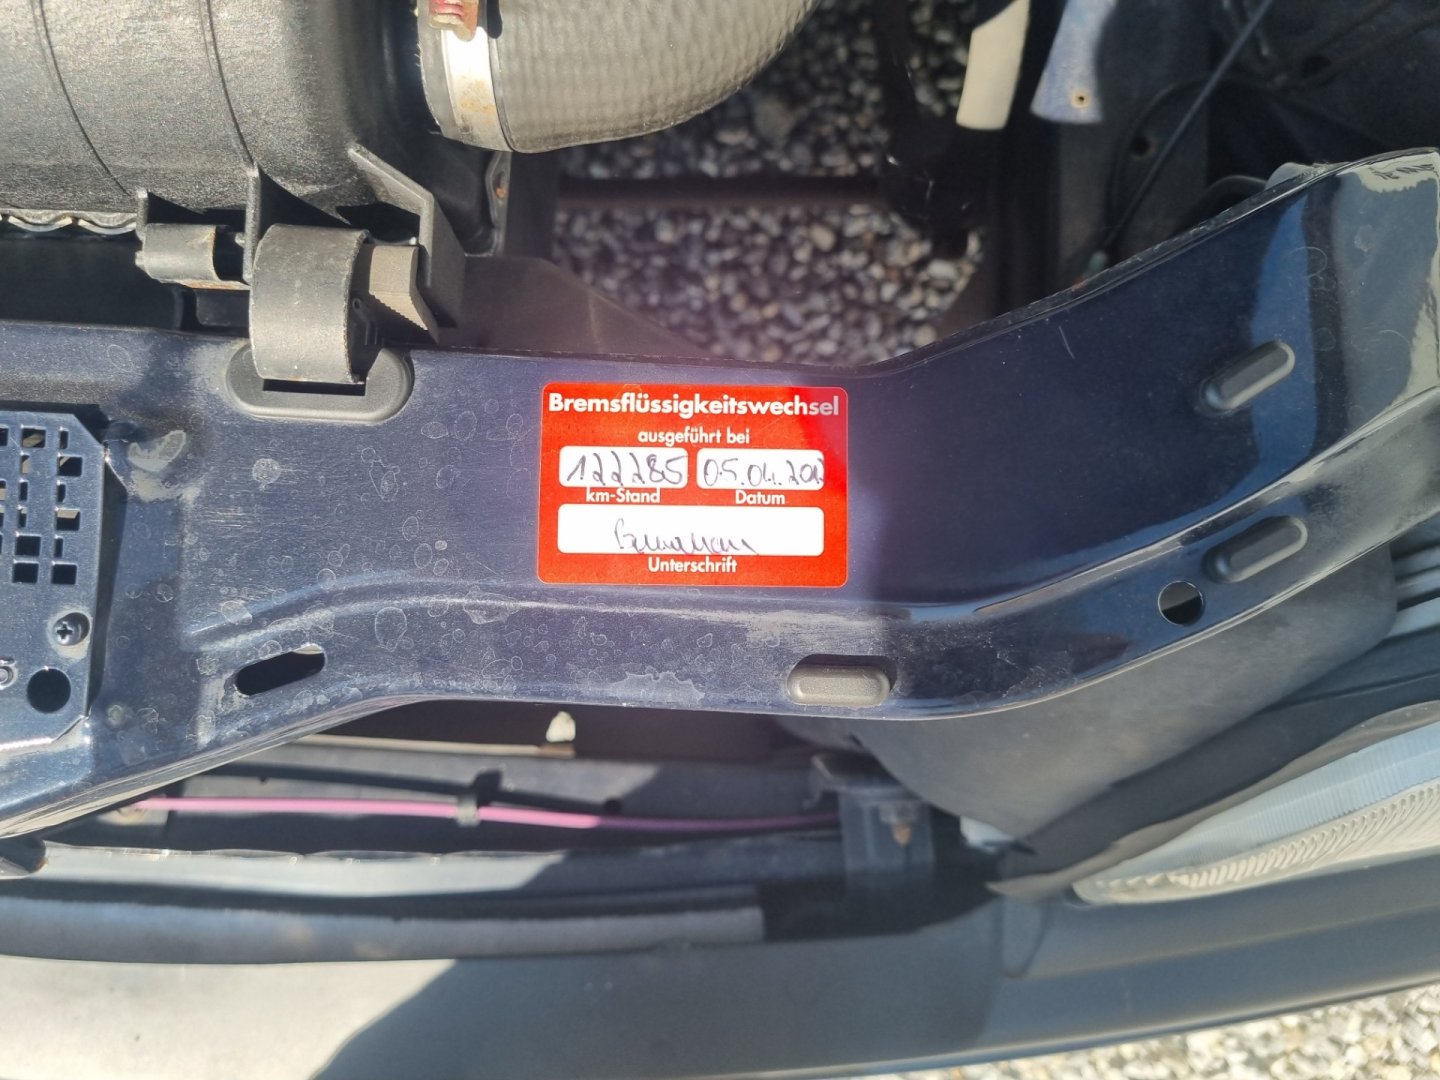 Bremsflüssigkeitswechsel
ausgeführt bei
122285
km-Stand Datum
Unterschrift